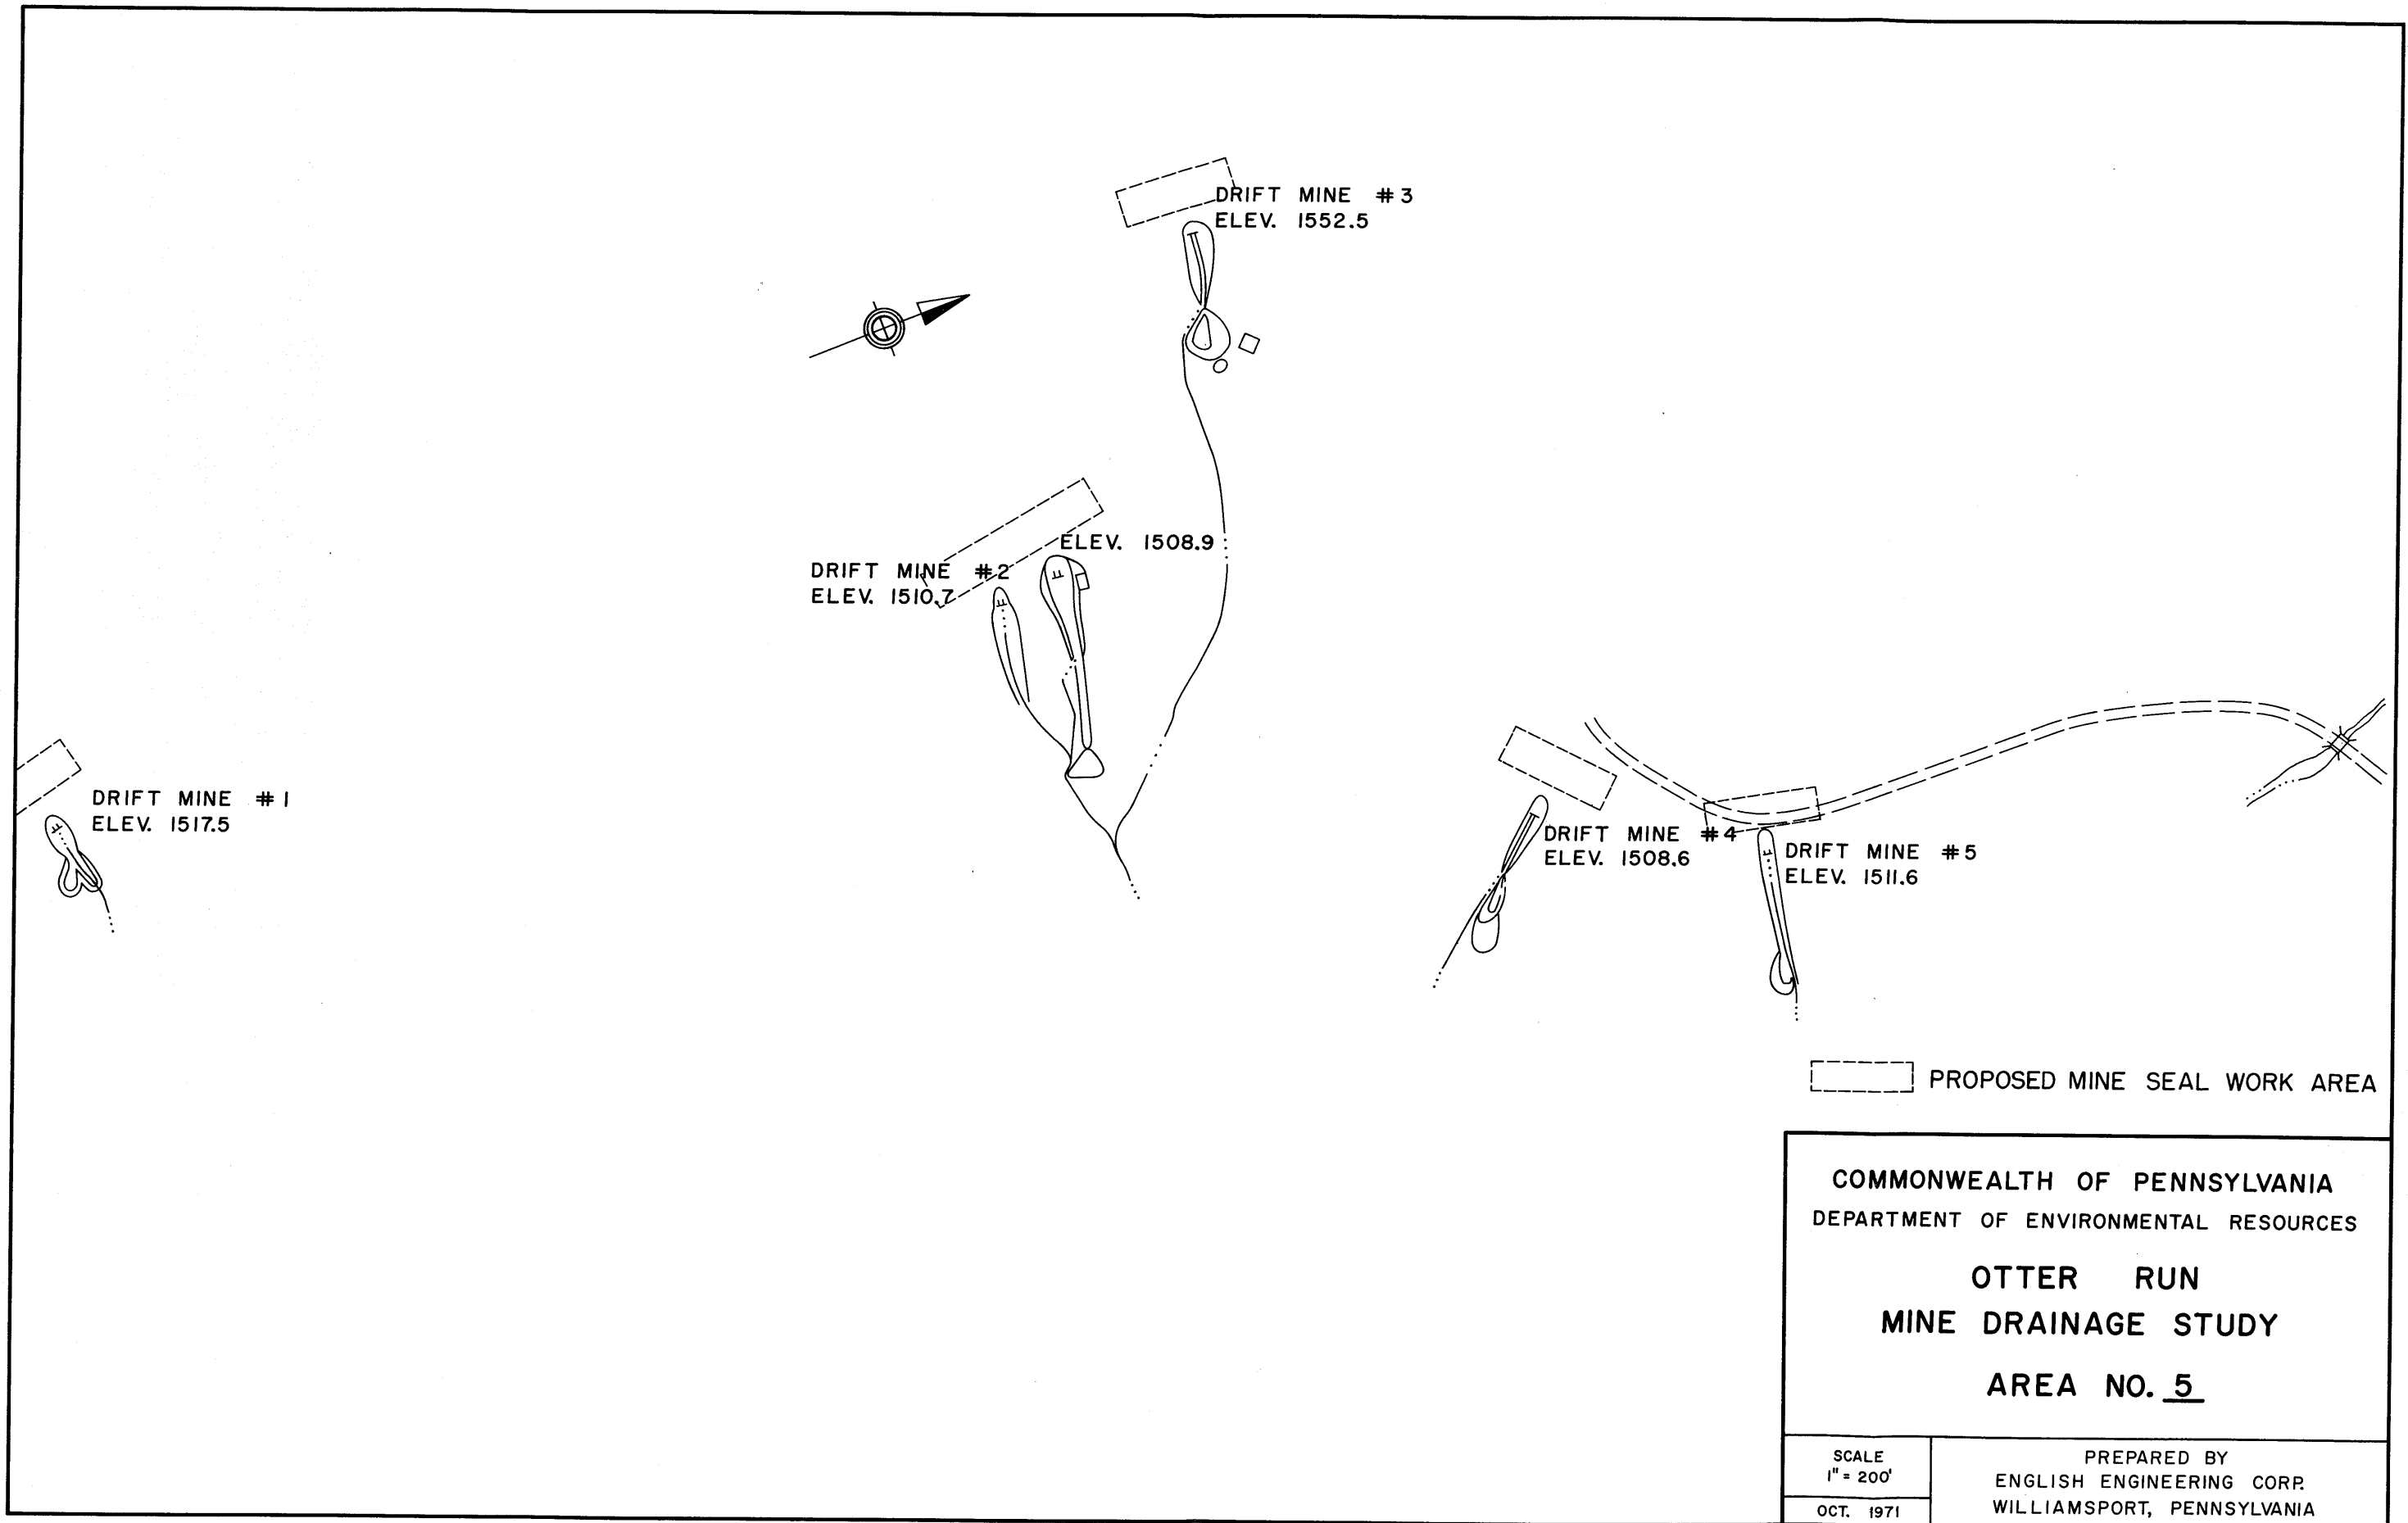 DRIFT MINE #3
ELEV. 1552.5
ELEV. 1508.9
DRIFT MINE #2
ELEV. 1510.7
DRIFT MINE #1
ELEV. 1517.5
DRIFT MINE #4
ELEV. 1508.6
DRIFT MINE #5
ELEV. 1511.6
PROPOSED MINE SEAL WORK AREA
COMMONWEALTH OF PENNSYLVANIA
DEPARTMENT OF ENVIRONMENTAL RESOURCES
OTTER RUN
MINE DRAINAGE STUDY
AREA NO. 5
SCALE
1" = 200'
OCT. 1971
PREPARED BY
ENGLISH ENGINEERING CORP.
WILLIAMSPORT, PENNSYLVANIA